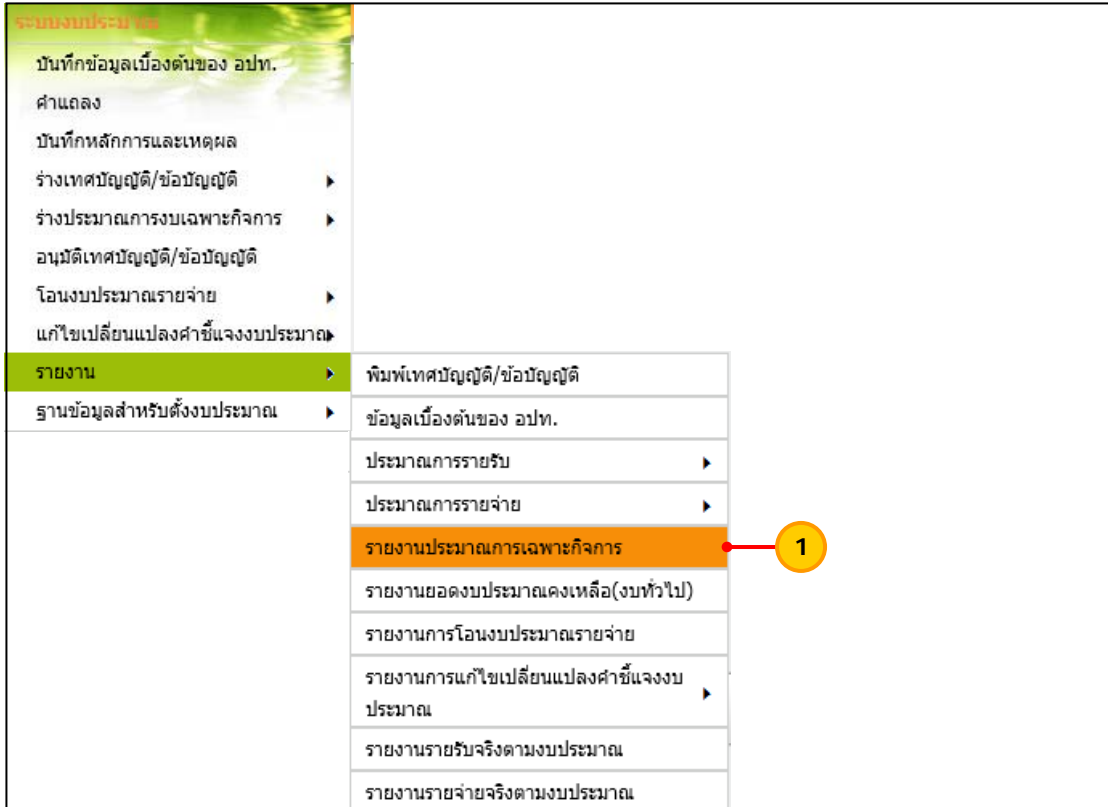 ระบบงบประมาณ
บันทึกข้อมูลเบื้องต้นของ อปท.
คำแถลง
บันทึกหลักการและเหตุผล
ร่างเทศบัญญัติ/ข้อบัญญัติ
ร่างประมาณการงบเฉพาะกิจการ
อนุมัติเทศบัญญัติ/ข้อบัญญัติ
โอนงบประมาณรายจ่าย
แก้ไขเปลี่ยนแปลงคำชี้แจงงบประมาณ
รายงาน
ฐานข้อมูลสำหรับตั้งงบประมาณ
พิมพ์เทศบัญญัติ/ข้อบัญญัติ
ข้อมูลเบื้องต้นของ อปท.
ประมาณการรายรับ
ประมาณการรายจ่าย
รายงานประมาณการเฉพาะกิจการ
1
รายงานยอดงบประมาณคงเหลือ(งบทั่วไป)
รายงานการโอนงบประมาณรายจ่าย
รายงานการแก้ไขเปลี่ยนแปลงคำชี้แจงงบ
ประมาณ
รายงานรายรับจริงตามงบประมาณ
รายงานรายจ่ายจริงตามงบประมาณ